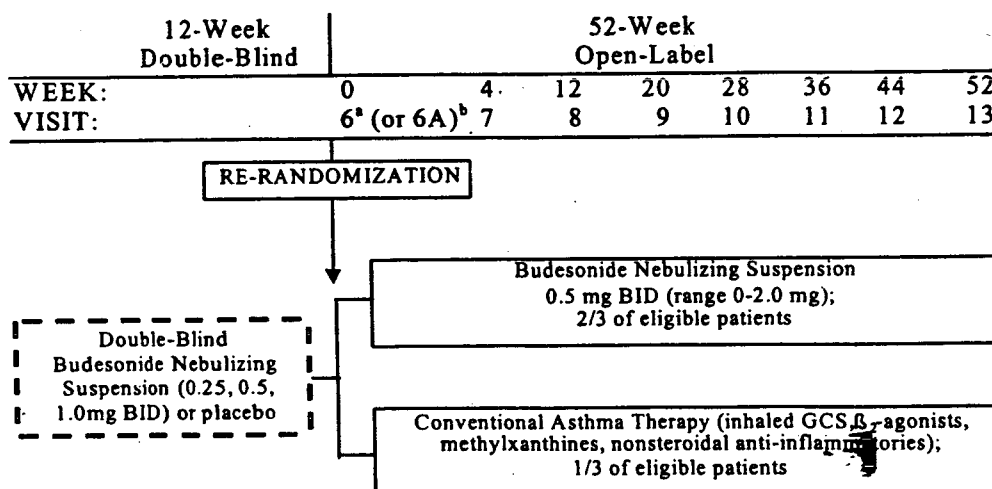 12-Week 52-Week
Double-Blind Open-Label
WEEK: 0 4 12 20 28 36 44 52
VISIT: 6ᵃ (or 6A)ᵇ 7 8 9 10 11 12 13
RE-RANDOMIZATION
Budesonide Nebulizing Suspension
0.5 mg BID (range 0-2.0 mg);
2/3 of eligible patients
Double-Blind
Budesonide Nebulizing
Suspension (0.25, 0.5,
1.0mg BID) or placebo
Conventional Asthma Therapy (inhaled GCS, -agonists,
methylxanthines, nonsteroidal );
1/3 of eligible patients